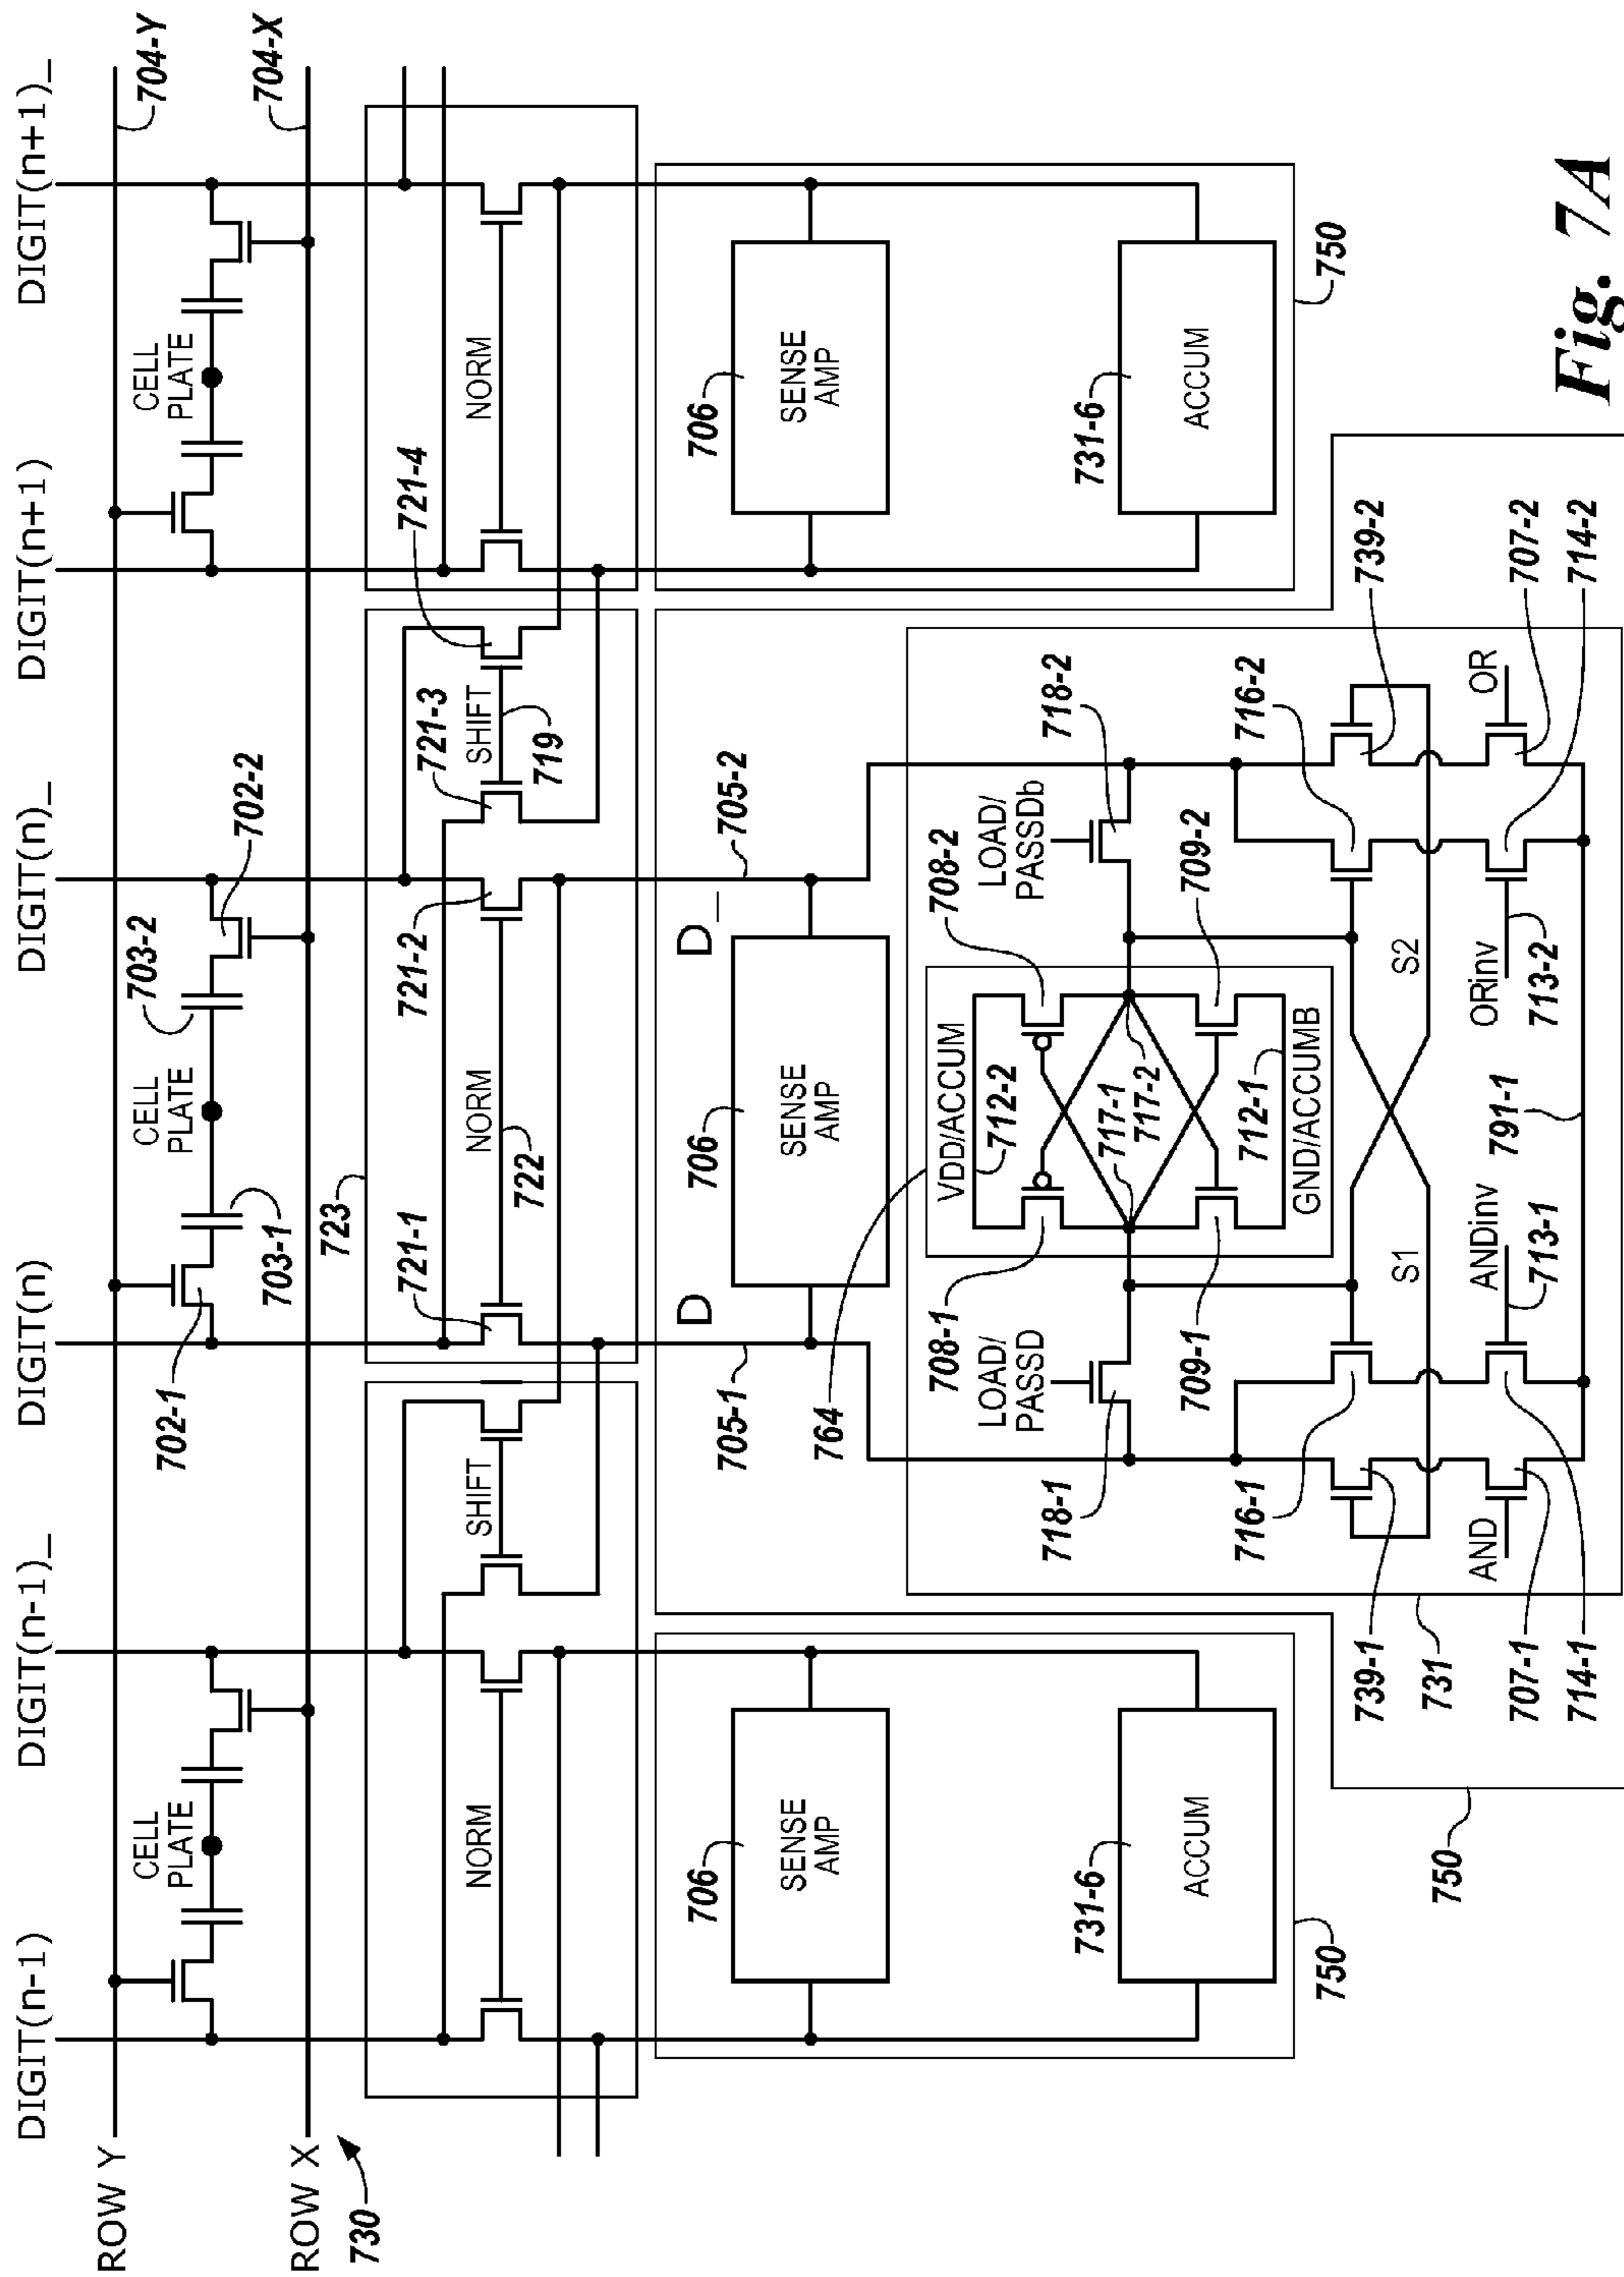 DIGIT(n-1)
DIGIT(n-1)_
DIGIT(n)
DIGIT(n)_
DIGIT(n+1)
DIGIT(n+1)_
ROW Y
704-Y
CELL
PLATE
702-1
703-1
CELL
PLATE
703-2
702-2
CELL
PLATE
ROW X
704-X
730
723
NORM
SHIFT
721-1
NORM
722
721-2
721-3
SHIFT
719
721-4
NORM
705-1
D
D_
705-2
706
SENSE
AMP
706
SENSE
AMP
706
SENSE
AMP
764
731-6
ACCUM
750
718-1
LOAD/
PASSD
708-1
VDD/ACCUM
712-2
708-2
LOAD/
PASSDb
718-2
731-6
ACCUM
750
717-1
717-2
709-1
709-2
712-1
GND/ACCUMB
716-1
716-2
739-1
739-2
731
S1
S2
750
AND
ANDinv
713-1
791-1
ORinv
713-2
OR
707-1
707-2
714-1
714-2
Fig. 7A